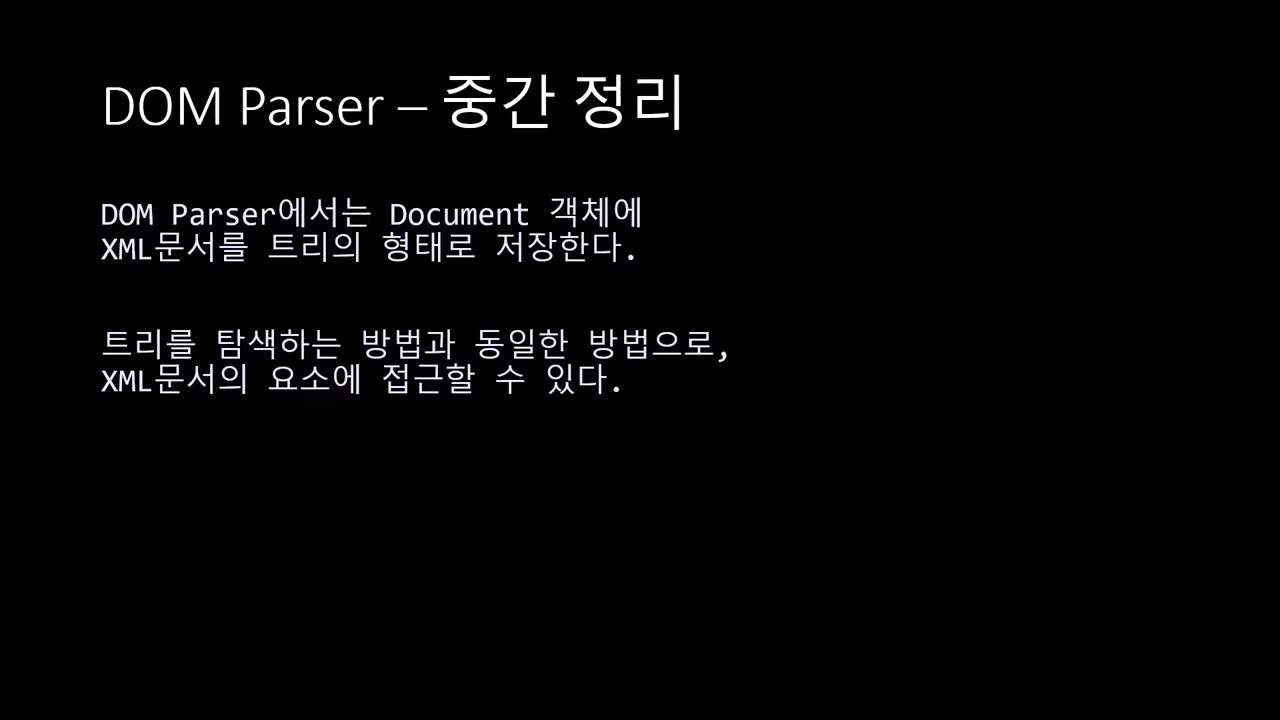 DOM Parser – 중간 정리
DOM Parser에서는 Document 객체에
XML문서를 트리의 형태로 저장한다.
트리를 탐색하는 방법과 동일한 방법으로,
XML문서의 요소에 접근할 수 있다.